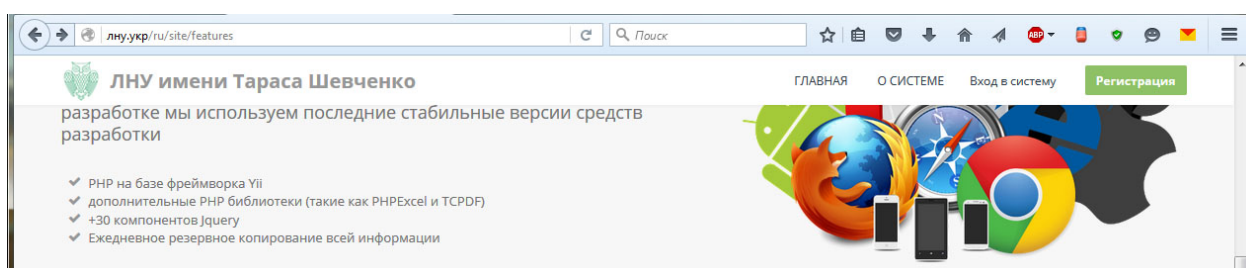 лну.укр/ru/site/features
Поиск
ABP
ЛНУ имени Тараса Шевченко
ГЛАВНАЯ
О СИСТЕМЕ
Вход в систему
Регистрация
разработке мы используем последние стабильные версии средств
разработки
PHP на базе фреймворка Yii
дополнительные PHP библиотеки (такие как PHPExcel и TCPDF)
+30 компонентов Jquery
Ежедневное резервное копирование всей информации